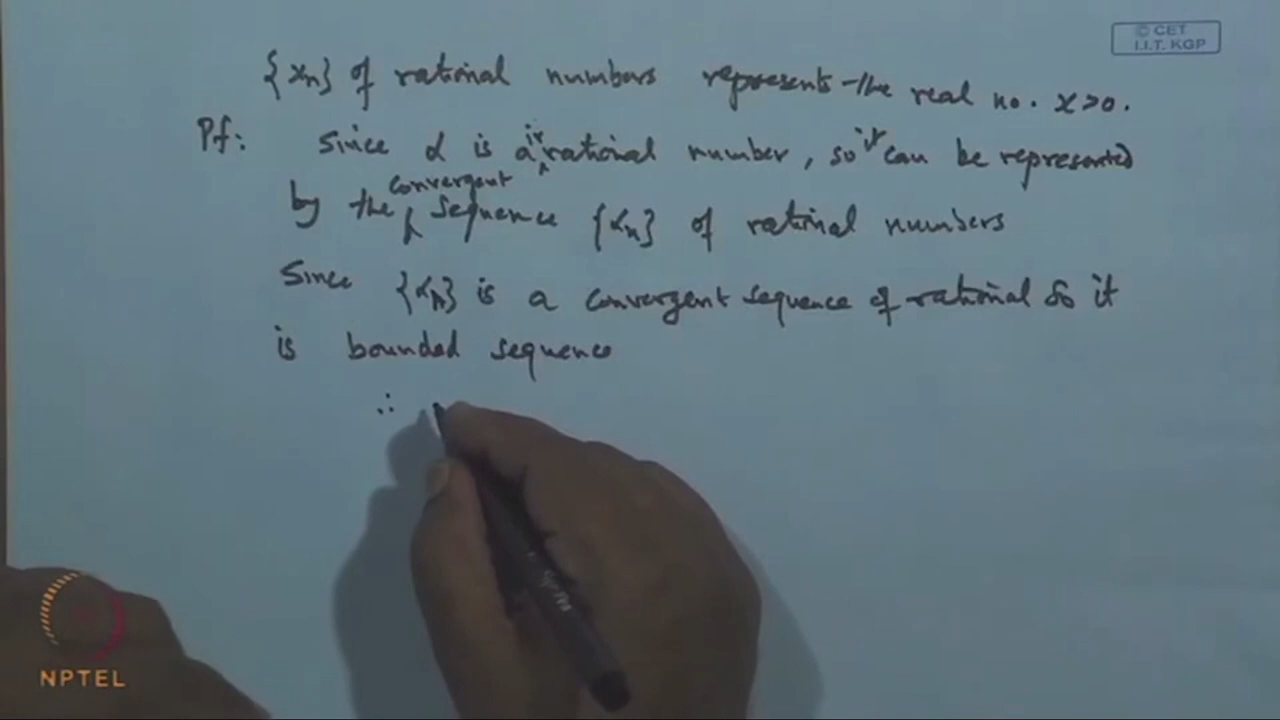 © CET
I.I.T. KGP
{xn} of rational numbers represents the real no. x>0.
Pf: Since α is a irrational number, so it can be represented
by the convergent sequence {αn} of rational numbers
Since {αn} is a convergent sequence of rational so it
is bounded sequence
∴
NPTEL